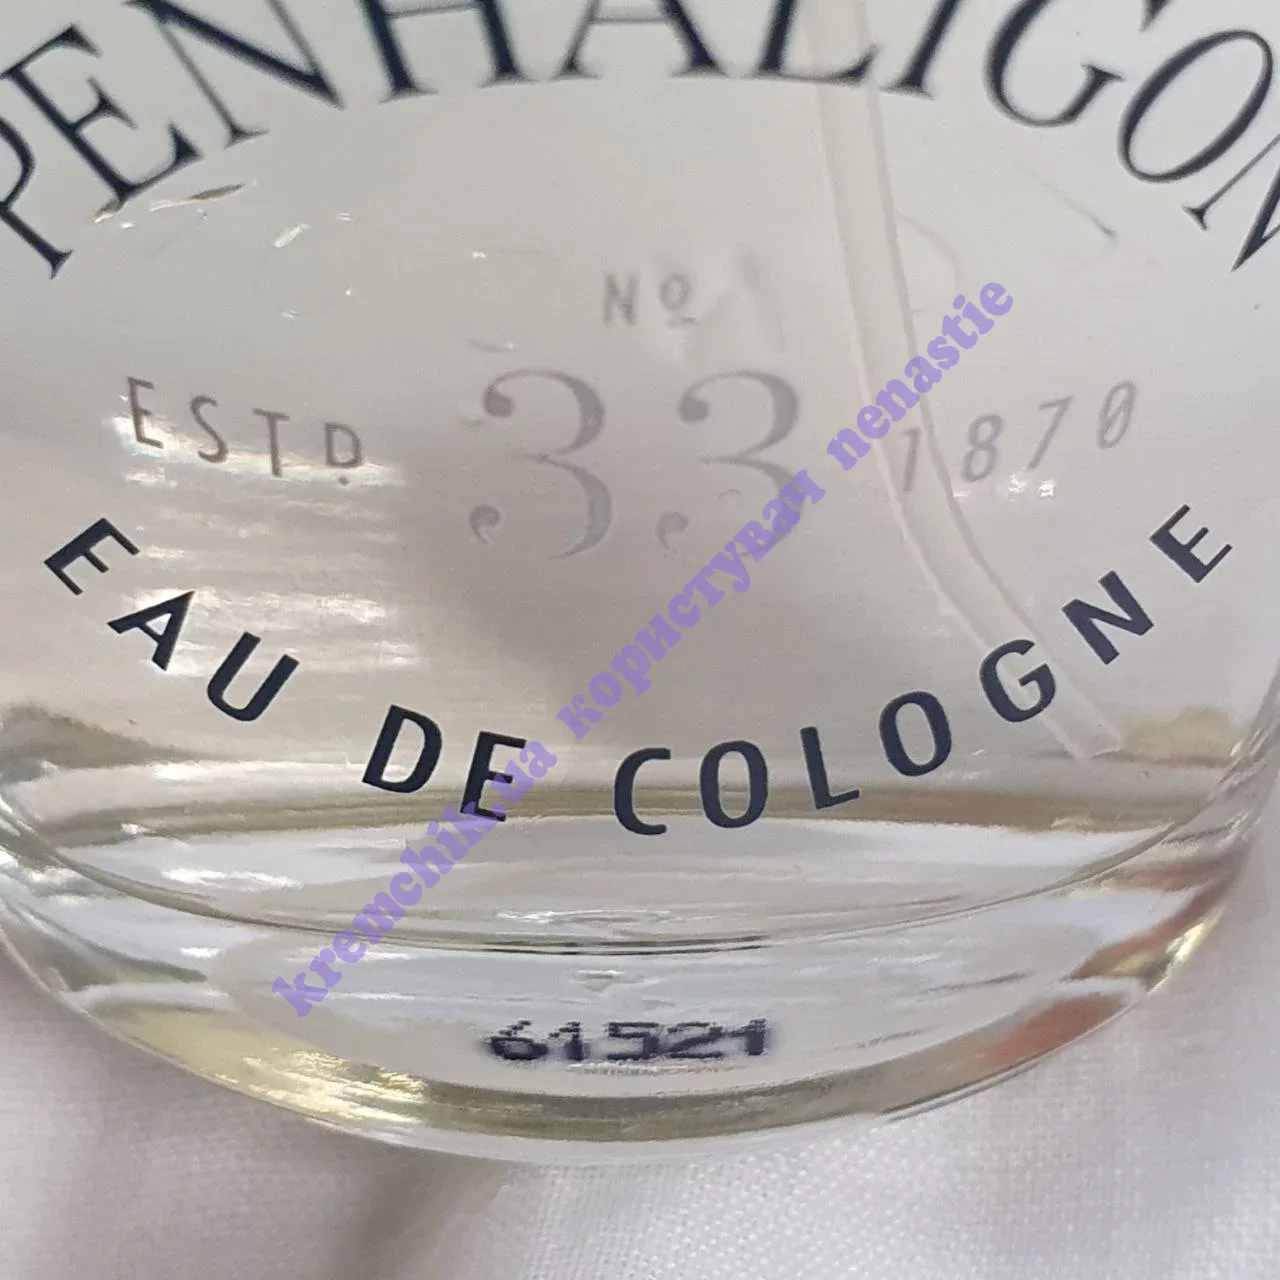 PENHALIGON
Nº
ESTD 33 1870
EAU DE COLOGNE
61521
kremchik.ua користувач nenastie